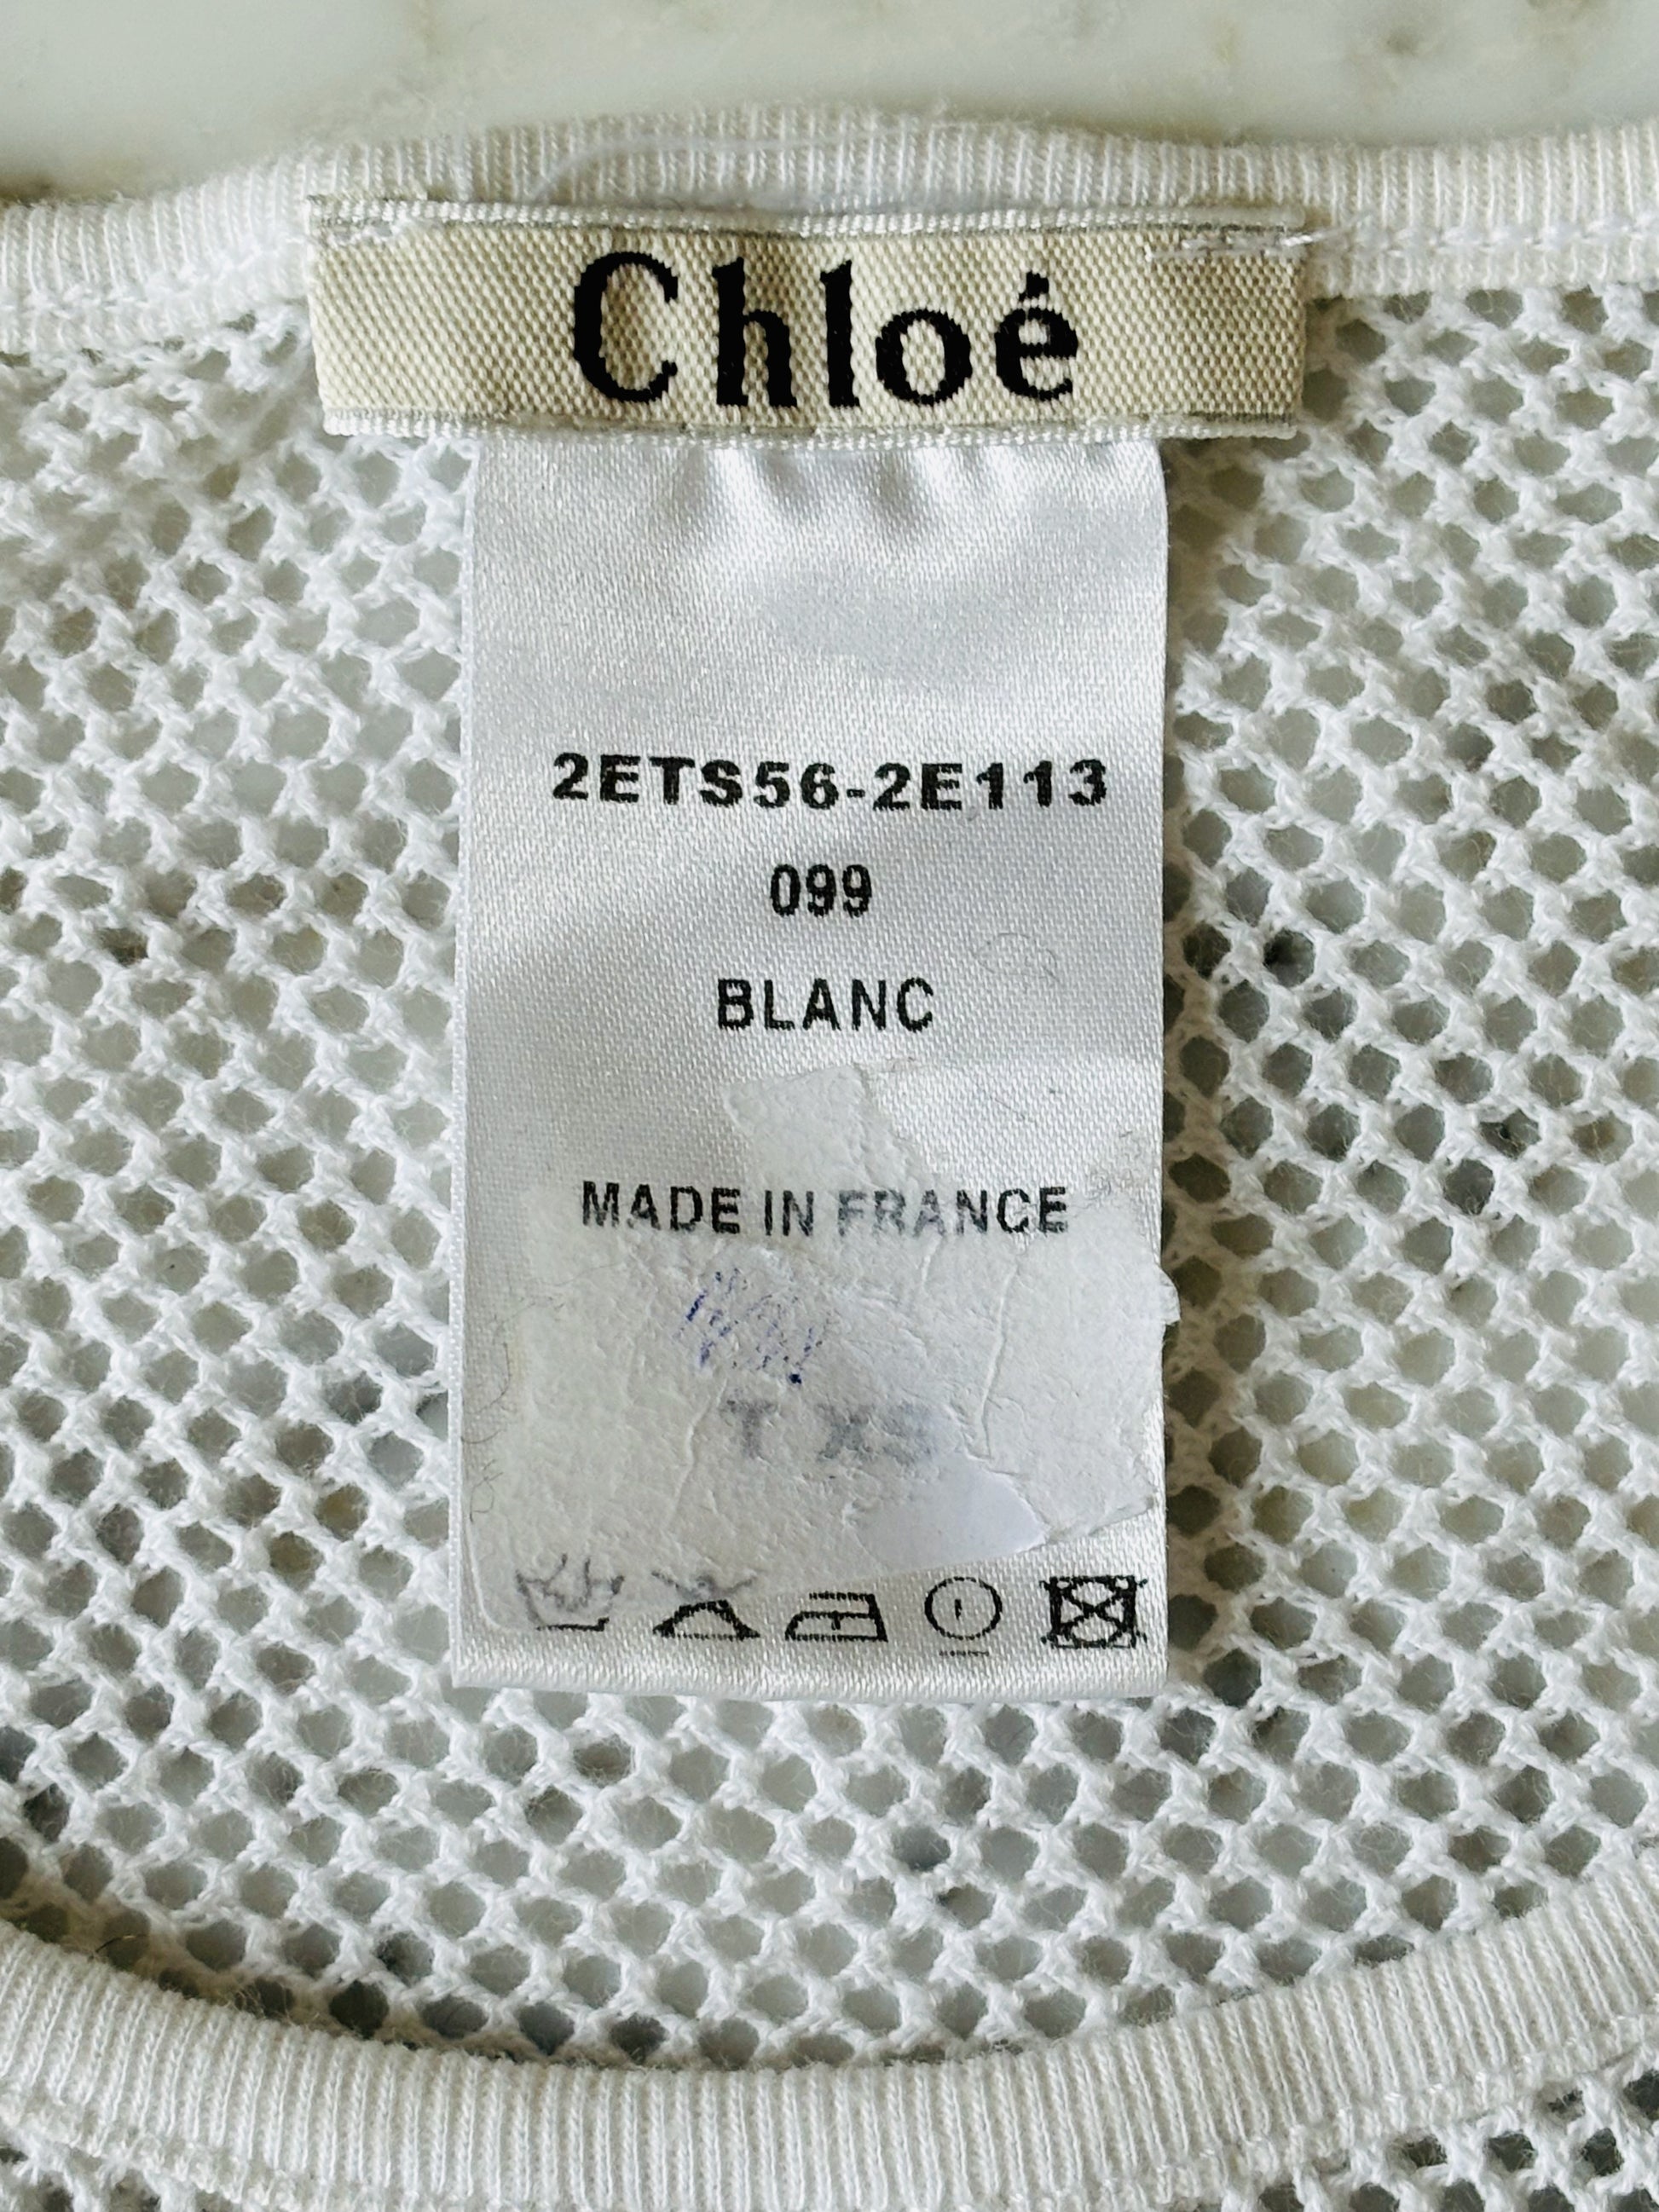 Chloé
2ETS56-2E113
099
BLANC
MADE IN FRANCE
T XS